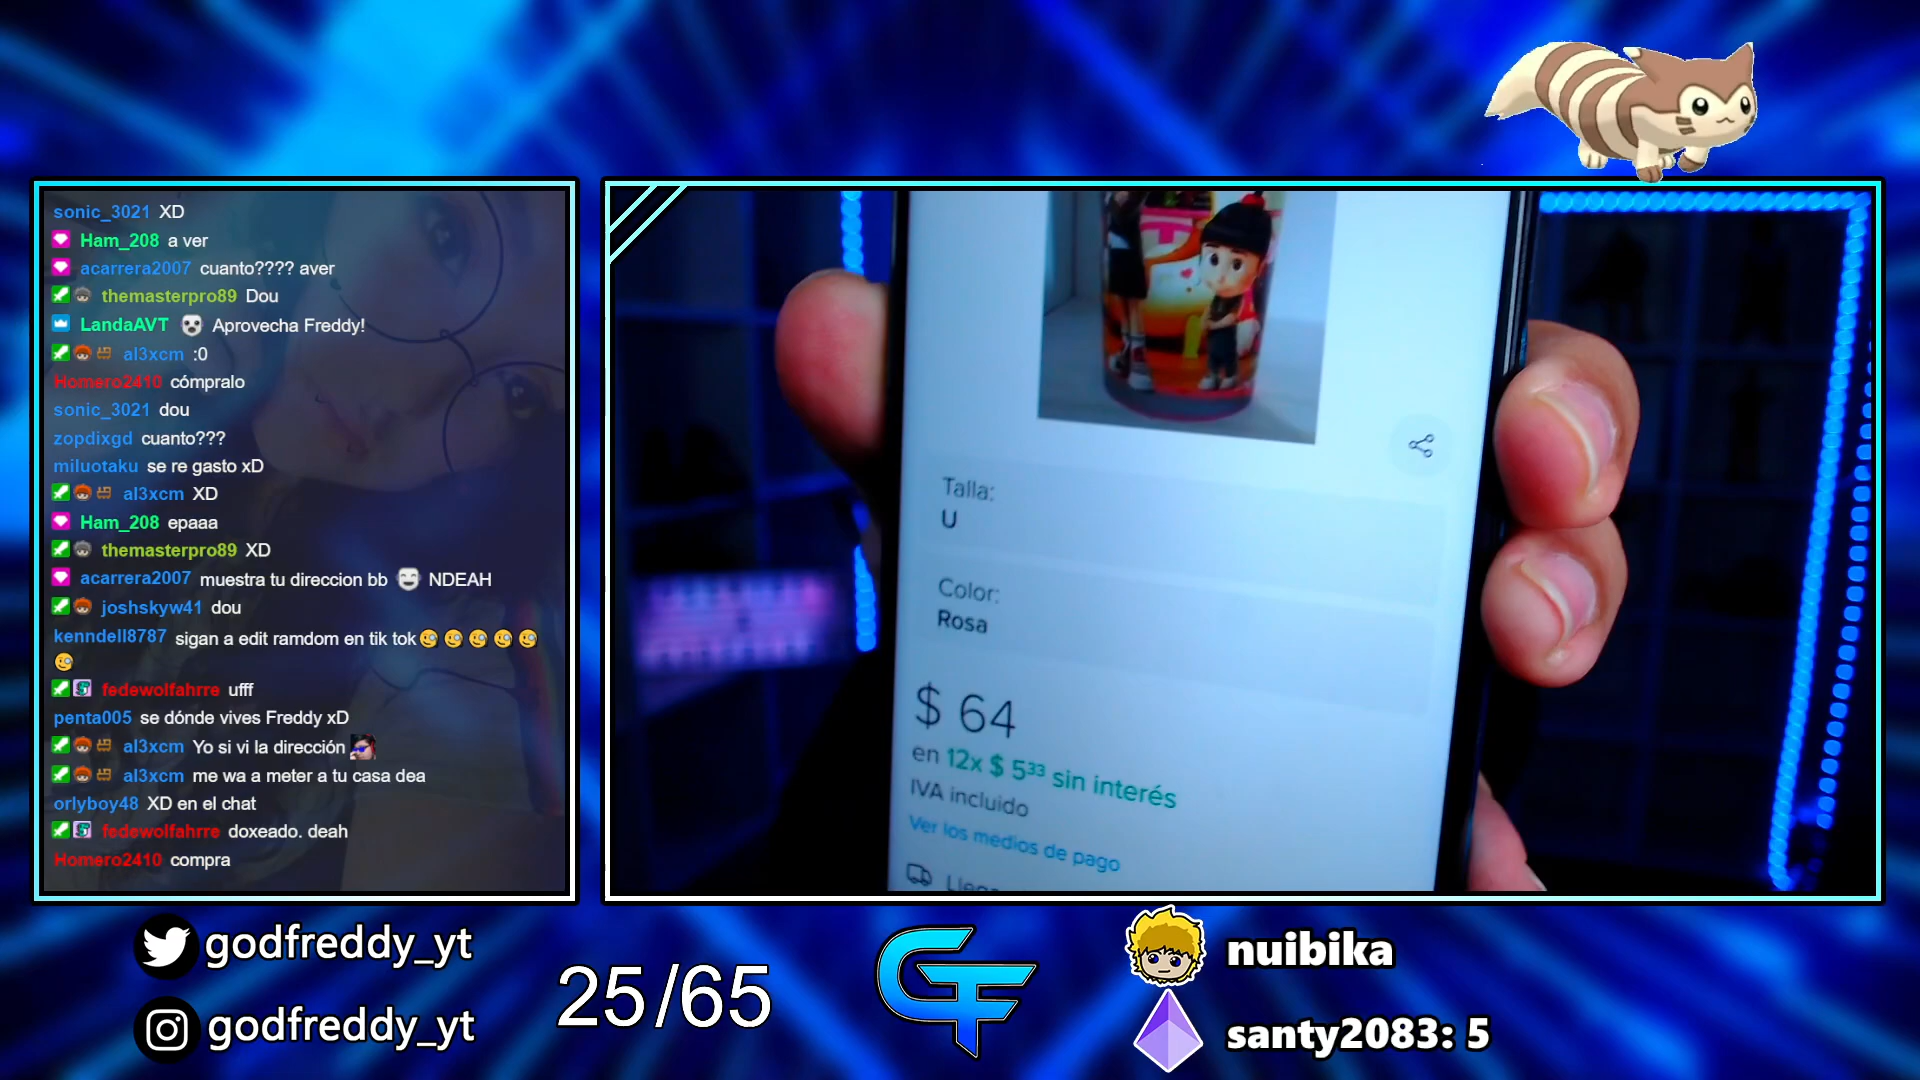 sonic_3021 XD
Ham_208 a ver
acarrera2007 cuanto???? aver
themasterpro89 Dou
LandaAVT Aprovecha Freddy!
al3xcm :0
Homero2410 cómpralo
sonic_3021 dou
zopdixgd cuanto???
miluotaku se re gasto xD
al3xcm XD
Ham_208 epaaa
themasterpro89 XD
acarrera2007 muestra tu direccion bb NDEAH
joshskyw41 dou
kenndell8787 sigan a edit ramdom en tik tok
fedewolfahrre ufff
penta005 se dónde vives Freddy xD
al3xcm Yo si vi la dirección
al3xcm me wa a meter a tu casa dea
orlyboy48 XD en el chat
fedewolfahrre doxeado. deah
Homero2410 compra
Talla:
U
Color:
Rosa
$ 64
en 12x $ 5³³ sin interés
IVA incluido
Ver los medios de pago
godfreddy_yt
godfreddy_yt
25/65
GF
nuibika
santy2083: 5